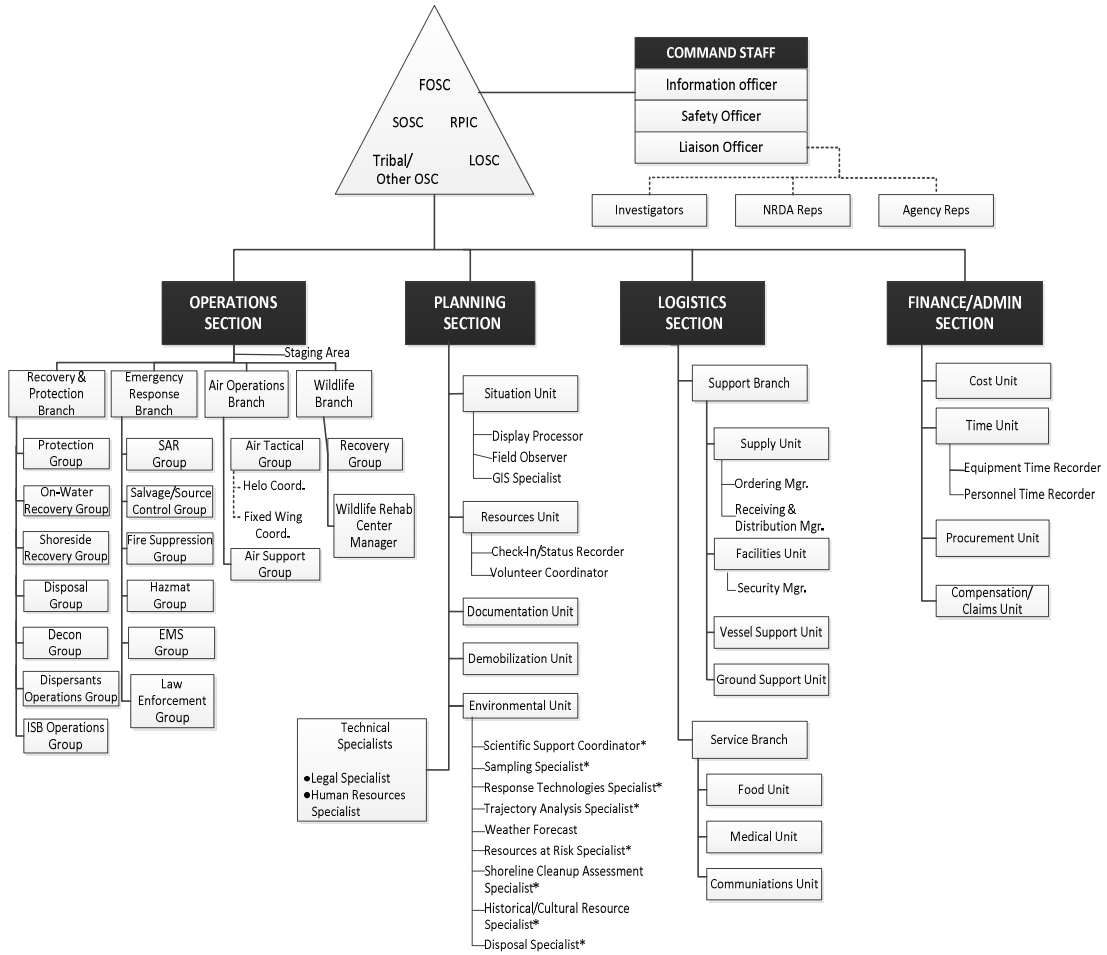 FOSC
SOSC RPIC
Tribal/
Other OSC
LOSC
COMMAND STAFF
Information officer
Safety Officer
Liaison Officer
Investigators
NRDA Reps
Agency Reps
OPERATIONS
SECTION
Staging Area
Recovery &
Protection
Branch
Protection
Group
On-Water
Recovery Group
Shoreside
Recovery Group
Disposal
Group
Decon
Group
Dispersants
Operations Group
ISB Operations
Group
Emergency
Response
Branch
SAR
Group
Salvage/Source
Control Group
Fire Suppression
Group
Hazmat
Group
EMS
Group
Law
Enforcement
Group
Air Operations
Branch
Air Tactical
Group
Helo Coord.
Fixed Wing
Coord.
Air Support
Group
Wildlife
Branch
Recovery
Group
Wildlife Rehab
Center
Manager
PLANNING
SECTION
Situation Unit
Display Processor
Field Observer
GIS Specialist
Resources Unit
Check-In/Status Recorder
Volunteer Coordinator
Documentation Unit
Demobilization Unit
Environmental Unit
Scientific Support Coordinator*
Sampling Specialist*
Response Technologies Specialist*
Trajectory Analysis Specialist*
Weather Forecast
Resources at Risk Specialist*
Shoreline Cleanup Assessment
Specialist*
Historical/Cultural Resource
Specialist*
Disposal Specialist*
Technical
Specialists
●Legal Specialist
●Human Resources
Specialist
LOGISTICS
SECTION
Support Branch
Supply Unit
Ordering Mgr.
Receiving &
Distribution Mgr.
Facilities Unit
Security Mgr.
Vessel Support Unit
Ground Support Unit
Service Branch
Food Unit
Medical Unit
Communiations Unit
FINANCE/ADMIN
SECTION
Cost Unit
Time Unit
Equipment Time Recorder
Personnel Time Recorder
Procurement Unit
Compensation/
Claims Unit